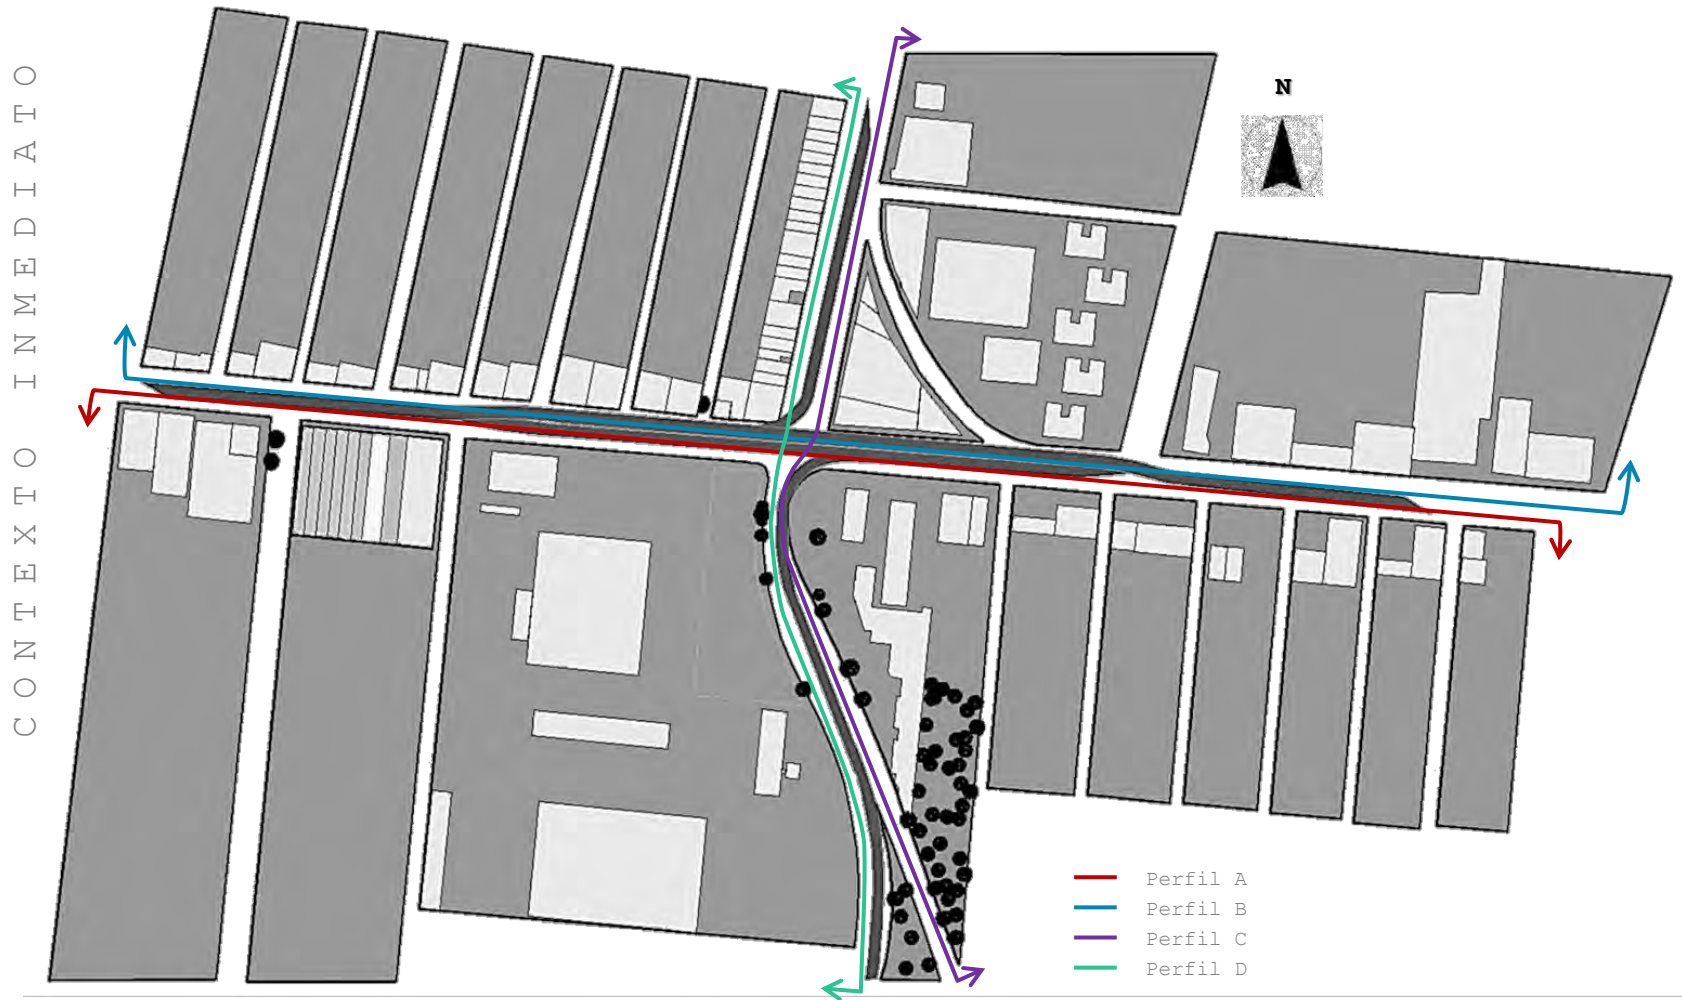 CONTEXTO INMEDIATO
N
Perfil A
Perfil B
Perfil C
Perfil D